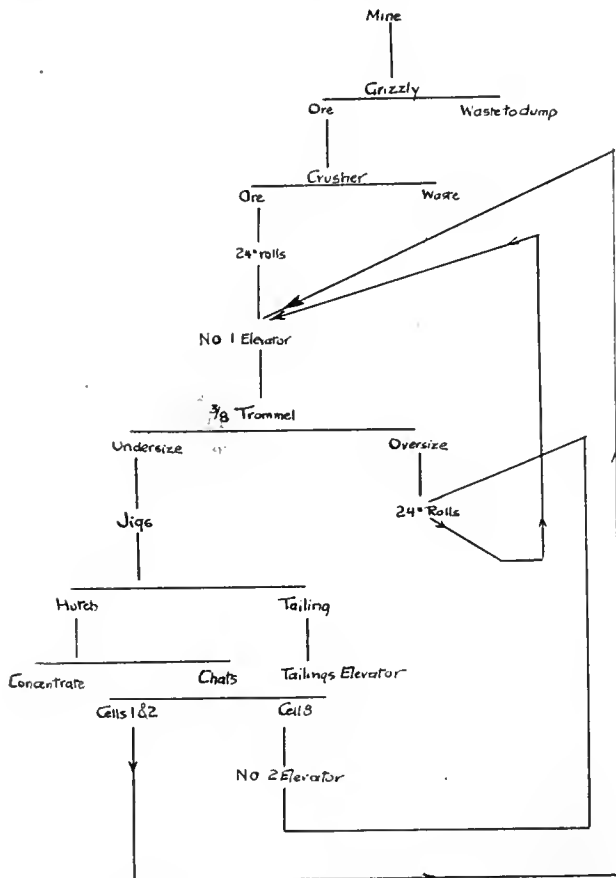 Mine
Grizzly
Ore
Waste to dump
Crusher
Ore
Waste
24" rolls
No 1 Elevator
3/8 Trommel
Undersize
Oversize
24" Rolls
Jigs
Hutch
Tailing
Concentrate
Chats
Tailings Elevator
Cells 1 & 2
Cell 3
No 2 Elevator